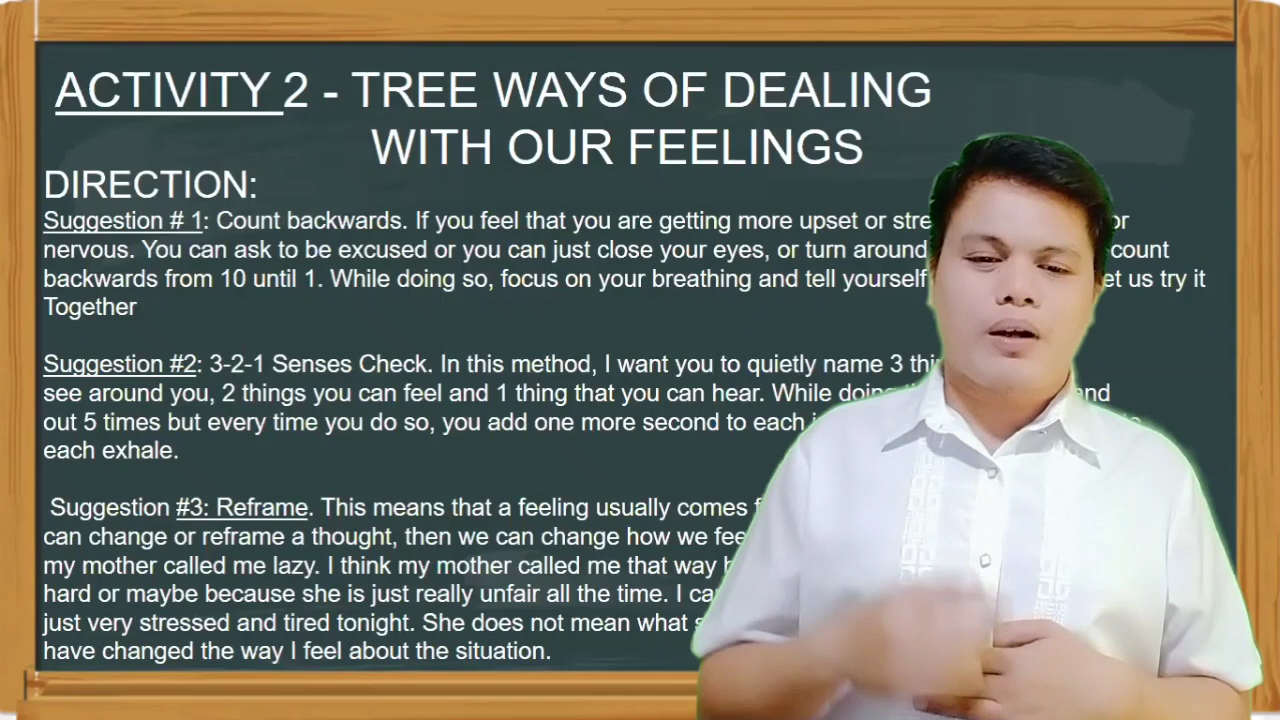 ACTIVITY 2 - TREE WAYS OF DEALING
WITH OUR FEELINGS
DIRECTION:
Suggestion # 1: Count backwards. If you feel that you are getting more upset or or
nervous. You can ask to be excused or you can just close your eyes, or turn around count
backwards from 10 until 1. While doing so, focus on your breathing and tell yourself us try it
Together
Suggestion #2: 3-2-1 Senses Check. In this method, I want you to quietly name 3
see around you, 2 things you can feel and 1 thing that you can hear. While doing and
out 5 times but every time you do so, you add one more second to each
each exhale.
Suggestion #3: Reframe. This means that a feeling usually comes
can change or reframe a thought, then we can change how we
my mother called me lazy. I think my mother called me that way
hard or maybe because she is just really unfair all the time. I
just very stressed and tired tonight. She does not mean what
have changed the way I feel about the situation.